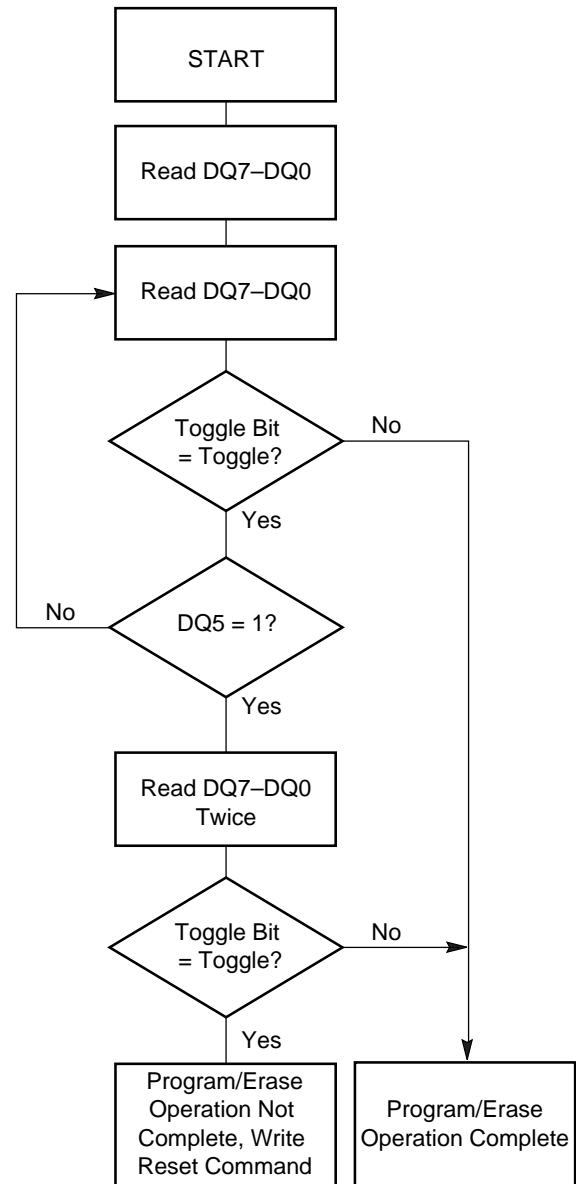 START
Read DQ7–DQ0
Read DQ7–DQ0
Toggle Bit
= Toggle?
No
Yes
No
DQ5 = 1?
Yes
Read DQ7–DQ0
Twice
Toggle Bit
= Toggle?
No
Yes
Program/Erase
Operation Not
Complete, Write
Reset Command
Program/Erase
Operation Complete